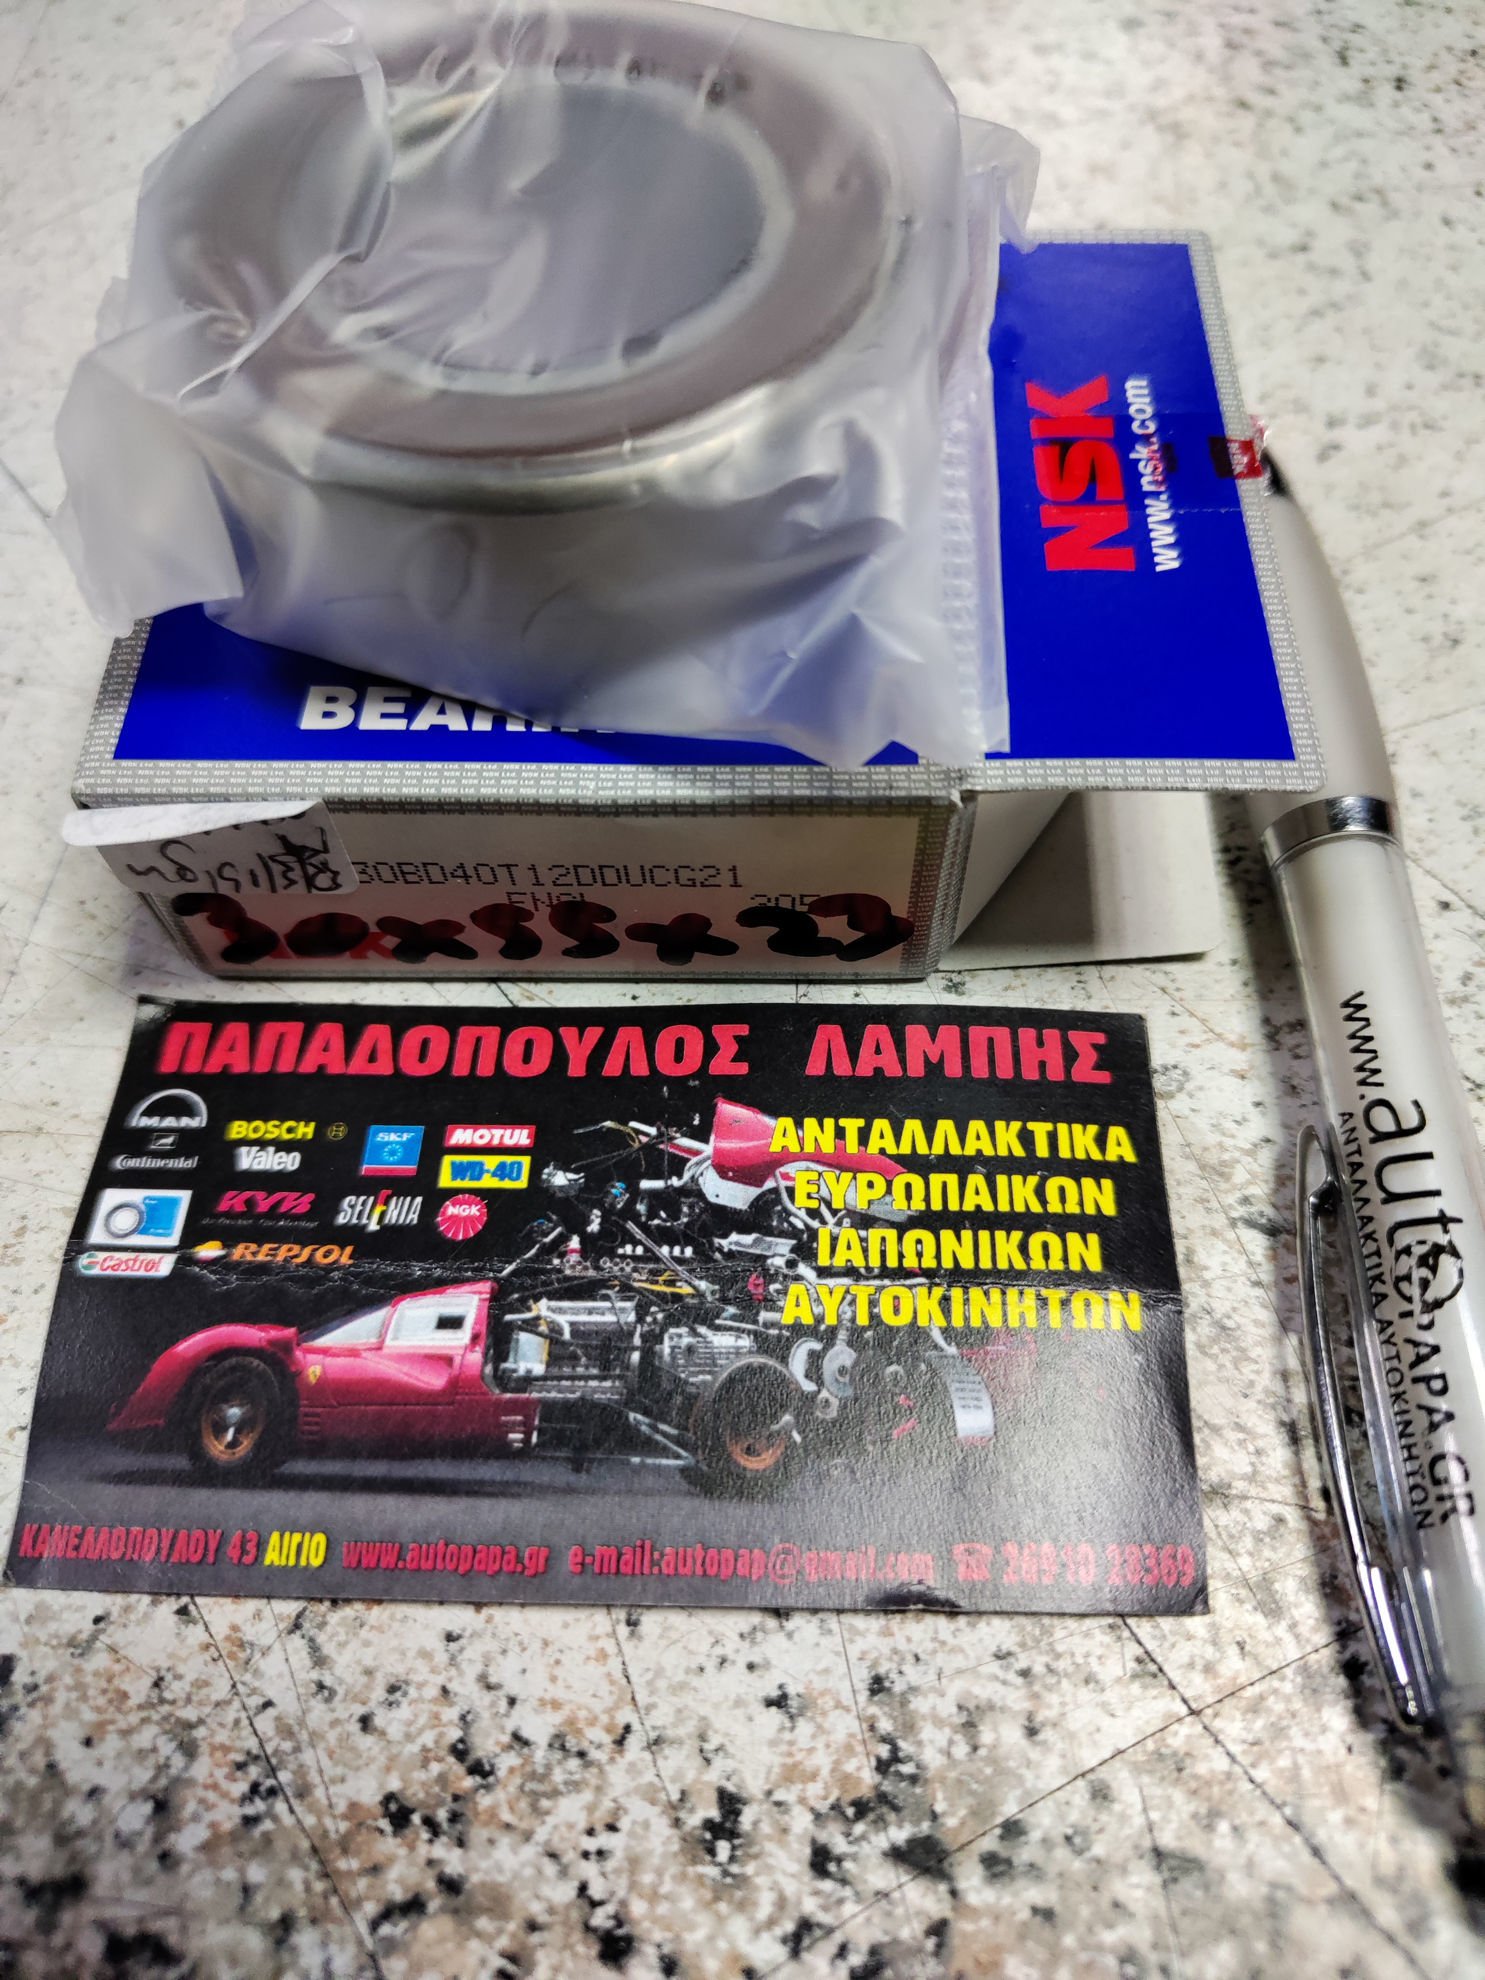 NSK
www.nsk.com
30BD40T12DDUCG21
30x55x23
ΠΑΠΑΔΟΠΟΥΛΟΣ ΛΑΜΠΗΣ
MAN
BOSCH
SKF
MOTUL
Continental
Valeo
WD-40
KYB
SELENIA
NGK
Castrol
REPSOL
ΑΝΤΑΛΛΑΚΤΙΚΑ
ΕΥΡΩΠΑΙΚΩΝ
ΙΑΠΩΝΙΚΩΝ
ΑΥΤΟΚΙΝΗΤΩΝ
ΚΑΝΕΛΛΟΠΟΥΛΟΥ 43 ΑΙΓΙΟ www.autopapa.gr e-mail:autopap@gmail.com ☎ 26910 28369
www.autoPAPA.GR
ΑΝΤΑΛΛΑΚΤΙΚΑ ΑΥΤΟΚΙΝΗΤΩΝ